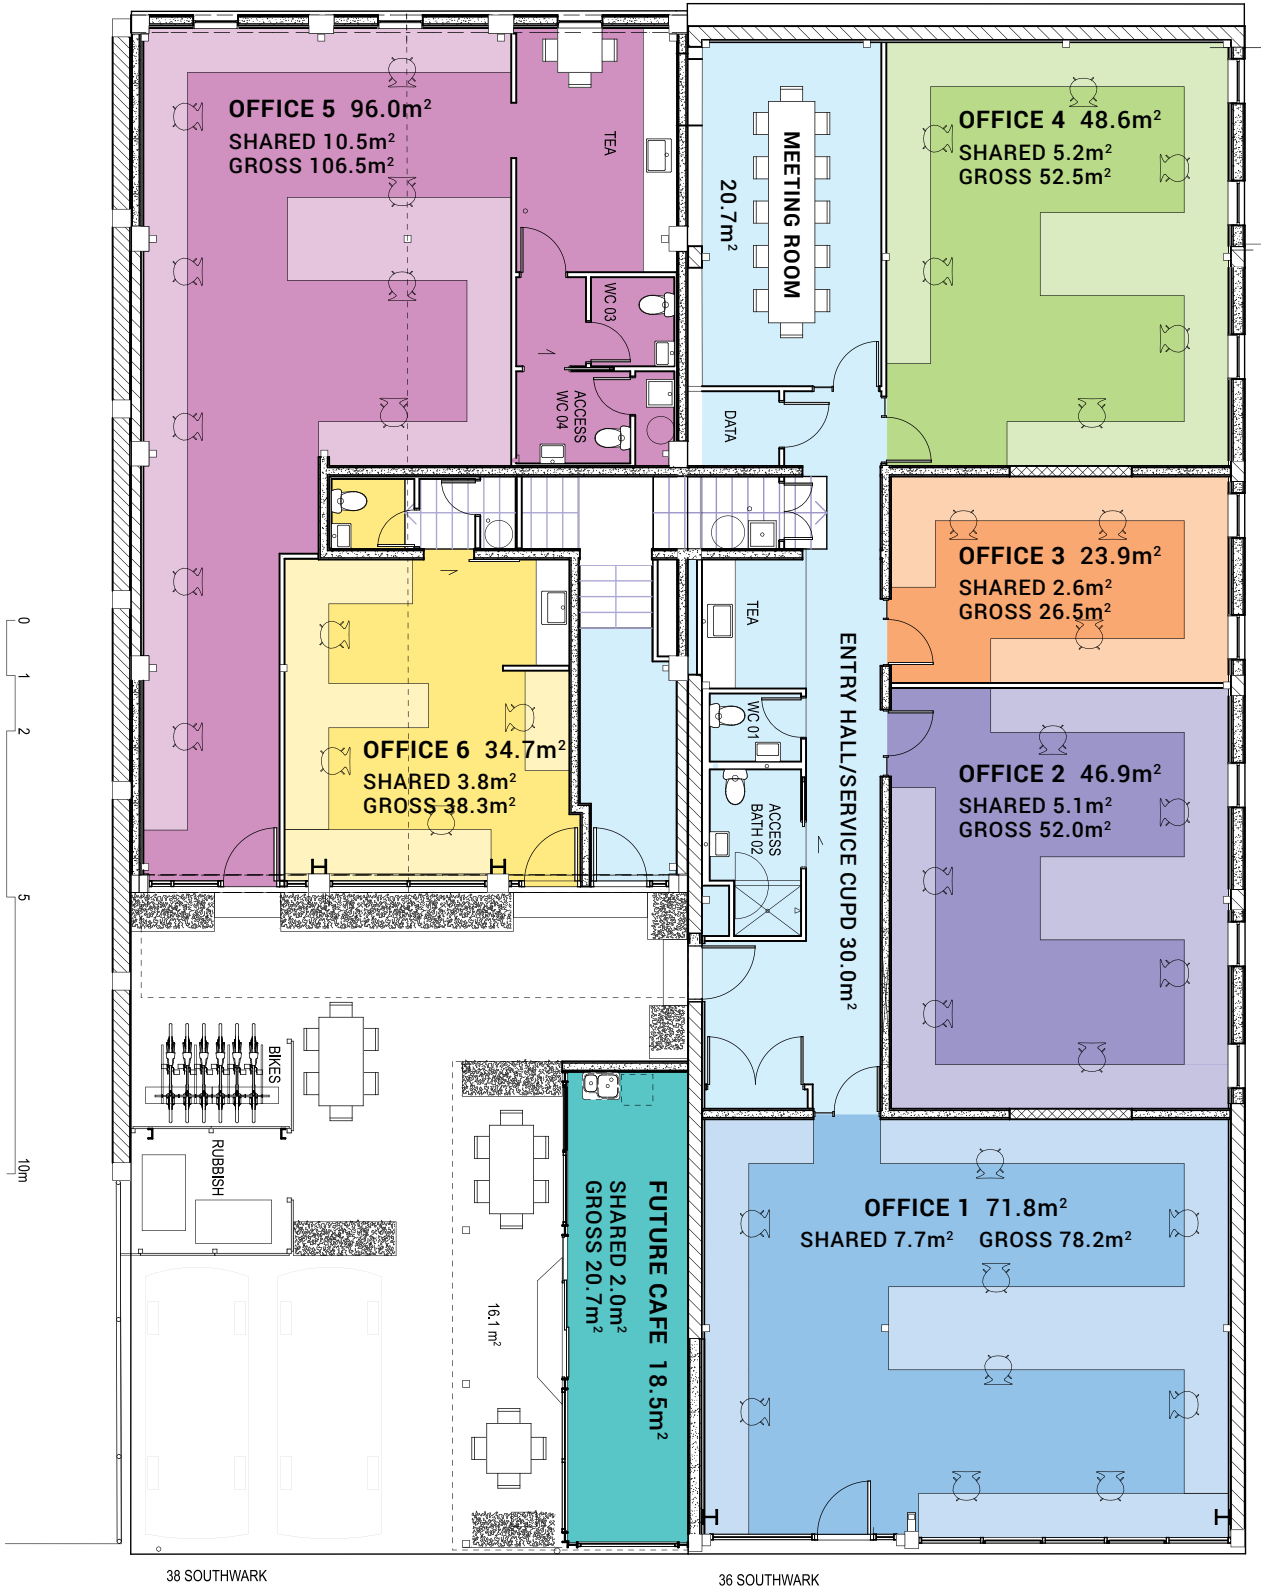 OFFICE 5 96.0m²
SHARED 10.5m²
GROSS 106.5m²
TEA
MEETING ROOM
20.7m²
OFFICE 4 48.6m²
SHARED 5.2m²
GROSS 52.5m²
WC 03
ACCESS
WC 04
DATA
OFFICE 3 23.9m²
SHARED 2.6m²
GROSS 26.5m²
TEA
ENTRY HALL/SERVICE CUPD 30.0m²
0
1
2
5
10m
OFFICE 6 34.7m²
SHARED 3.8m²
GROSS 38.3m²
WC 01
ACCESS
BATH 02
OFFICE 2 46.9m²
SHARED 5.1m²
GROSS 52.0m²
BIKES
RUBBISH
FUTURE CAFE 18.5m²
SHARED 2.0m²
GROSS 20.7m²
16.1 m²
OFFICE 1 71.8m²
SHARED 7.7m² GROSS 78.2m²
38 SOUTHWARK
36 SOUTHWARK